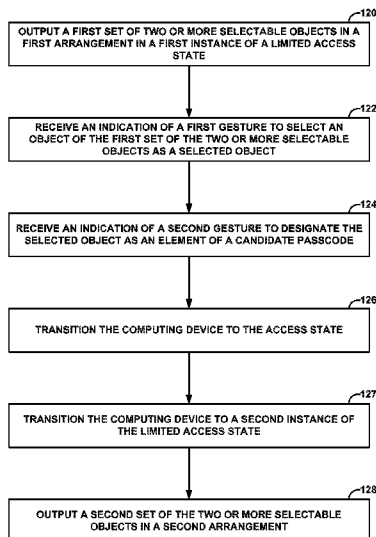 120
OUTPUT A FIRST SET OF TWO OR MORE SELECTABLE OBJECTS IN A
FIRST ARRANGEMENT IN A FIRST INSTANCE OF A LIMITED ACCESS
STATE
122
RECEIVE AN INDICATION OF A FIRST GESTURE TO SELECT AN
OBJECT OF THE FIRST SET OF THE TWO OR MORE SELECTABLE
OBJECTS AS A SELECTED OBJECT
124
RECEIVE AN INDICATION OF A SECOND GESTURE TO DESIGNATE THE
SELECTED OBJECT AS AN ELEMENT OF A CANDIDATE PASSCODE
126
TRANSITION THE COMPUTING DEVICE TO THE ACCESS STATE
127
TRANSITION THE COMPUTING DEVICE TO A SECOND INSTANCE OF
THE LIMITED ACCESS STATE
128
OUTPUT A SECOND SET OF THE TWO OR MORE SELECTABLE
OBJECTS IN A SECOND ARRANGEMENT